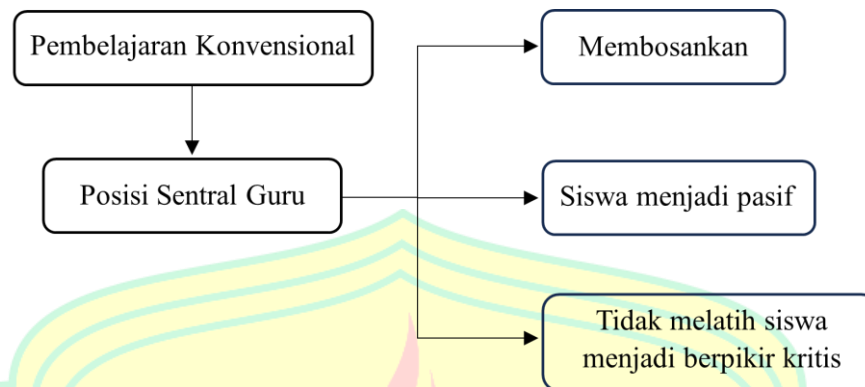 Pembelajaran Konvensional
Membosankan
Posisi Sentral Guru
Siswa menjadi pasif
Tidak melatih siswa
menjadi berpikir kritis